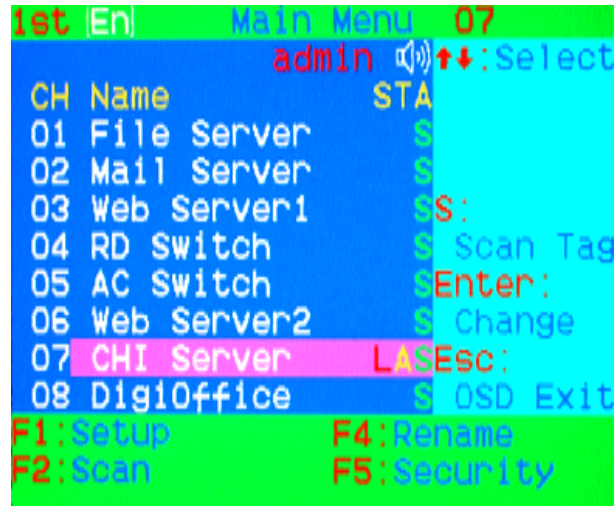 1st En Main Menu 07
admin ↑↓:Select
CH Name STA
01 File Server S
02 Mail Server S
03 Web Server1 S S:
04 RD Switch S Scan Tag
05 AC Switch S Enter:
06 Web Server2 S Change
07 CHI Server LAS Esc:
08 DigiOffice S OSD Exit
F1:Setup F4:Rename
F2:Scan F5:Security